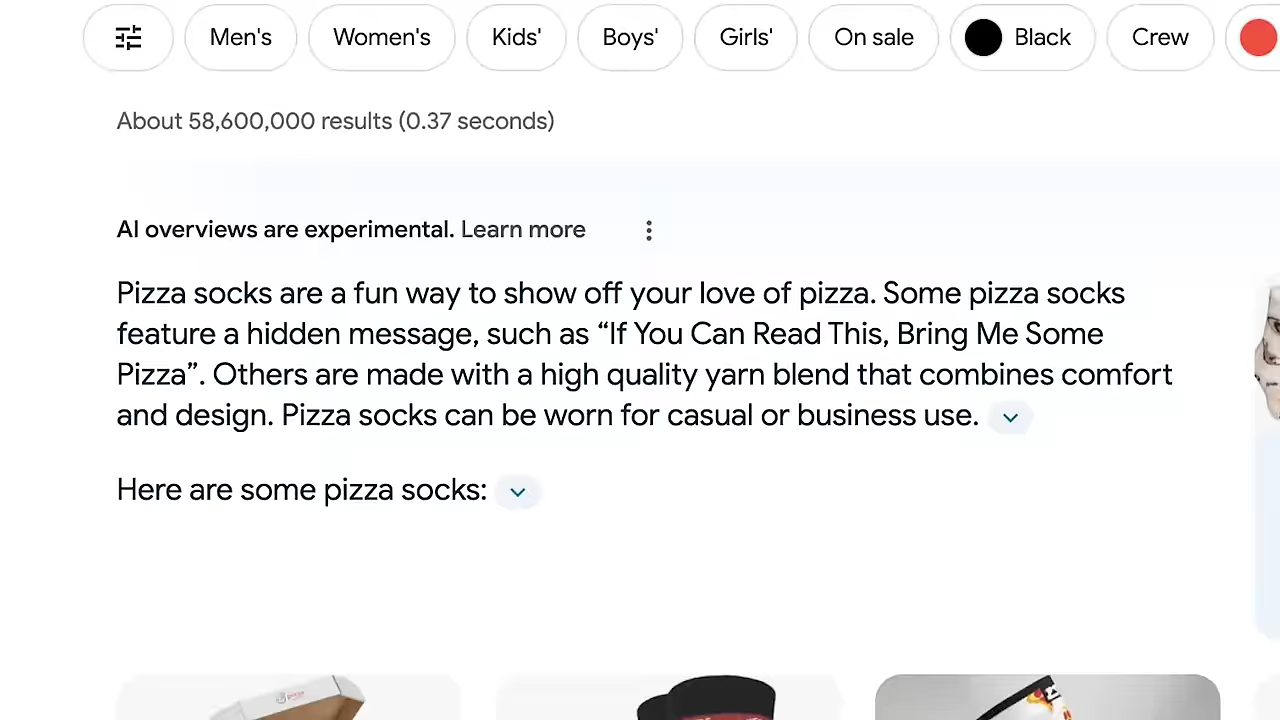 Men's Women's Kids' Boys' Girls' On sale Black Crew
About 58,600,000 results (0.37 seconds)
AI overviews are experimental. Learn more
Pizza socks are a fun way to show off your love of pizza. Some pizza socks
feature a hidden message, such as “If You Can Read This, Bring Me Some
Pizza”. Others are made with a high quality yarn blend that combines comfort
and design. Pizza socks can be worn for casual or business use.
Here are some pizza socks: